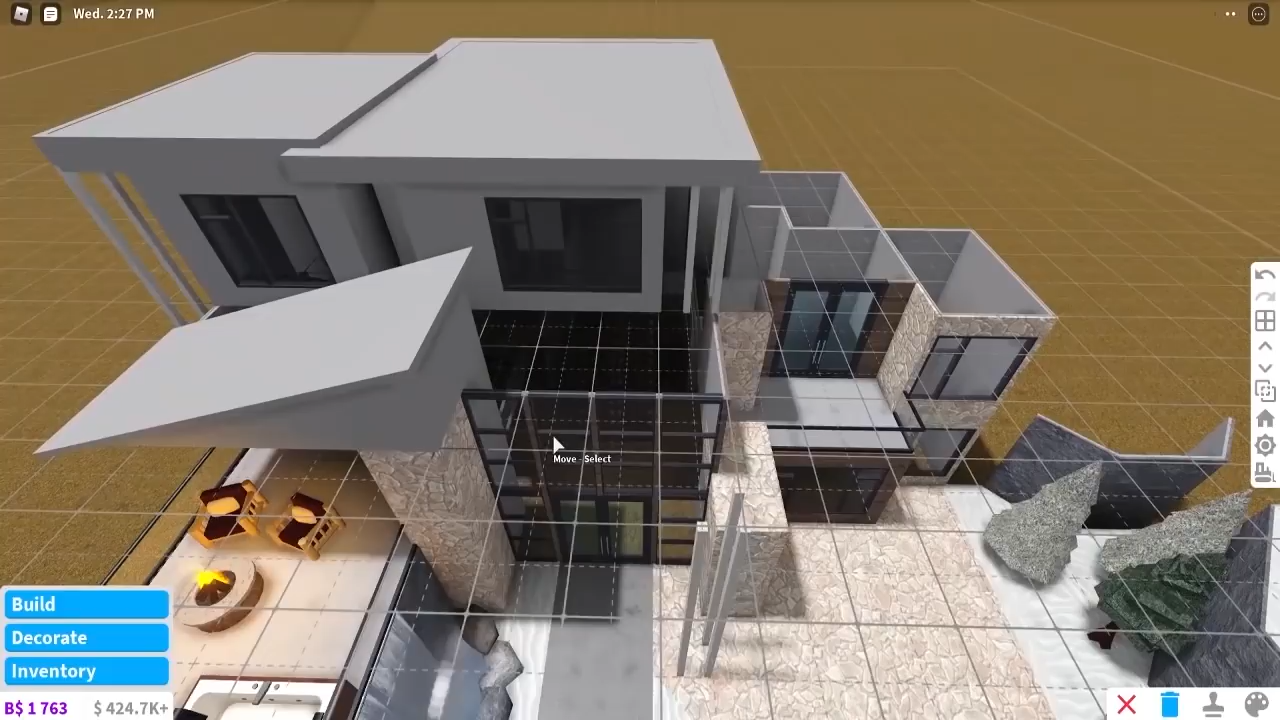 Wed. 2:27 PM
Move - Select
Build
Decorate
Inventory
B$ 1 763
$ 424.7K+